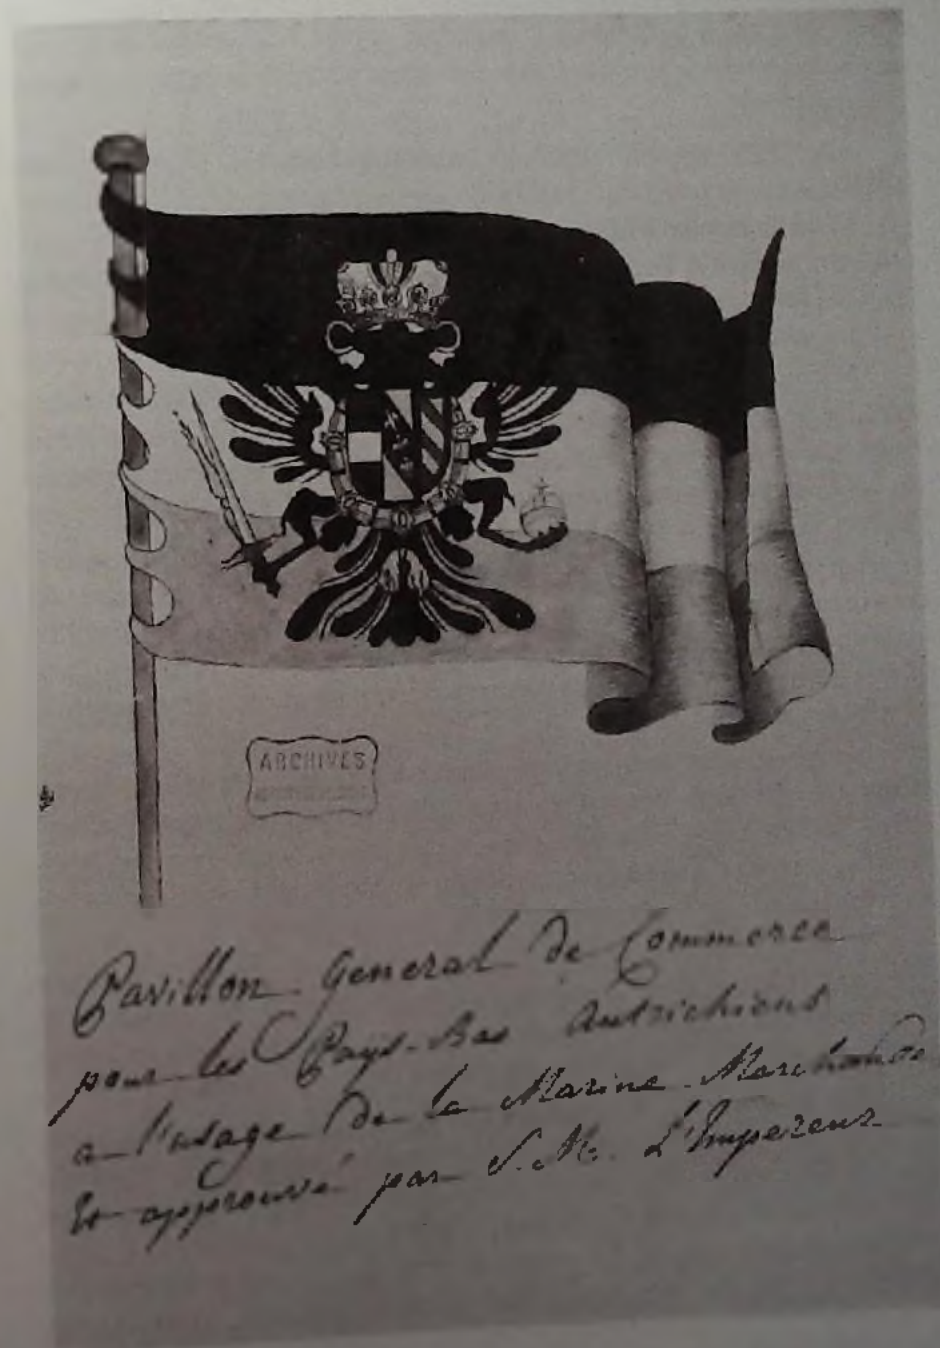 ARCHIVES
Pavillon General de Commerce
pour les Pays-Bas Autrichiens
a l'usage de la Marine Marchande
Et approuvé par S. M. L'Empereur